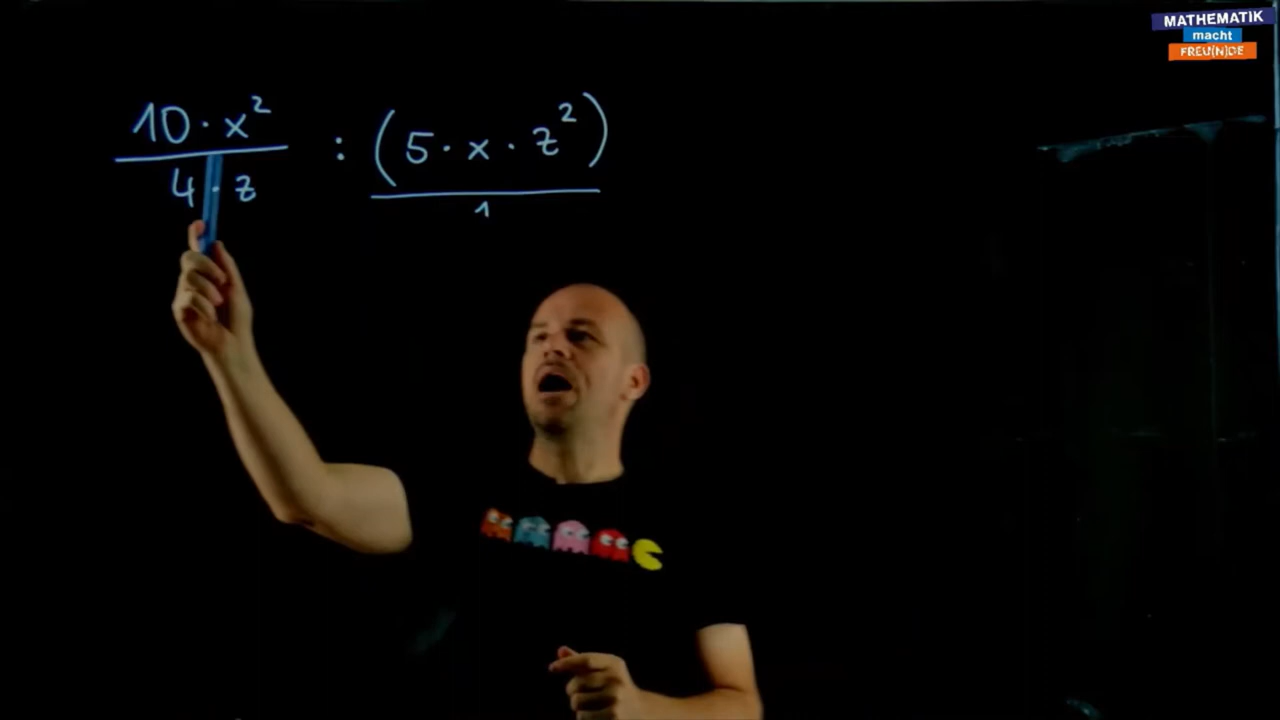 MATHEMATIK
macht
FREU(N)DE
10 · x² : (5 · x · z²)
4 · z 1